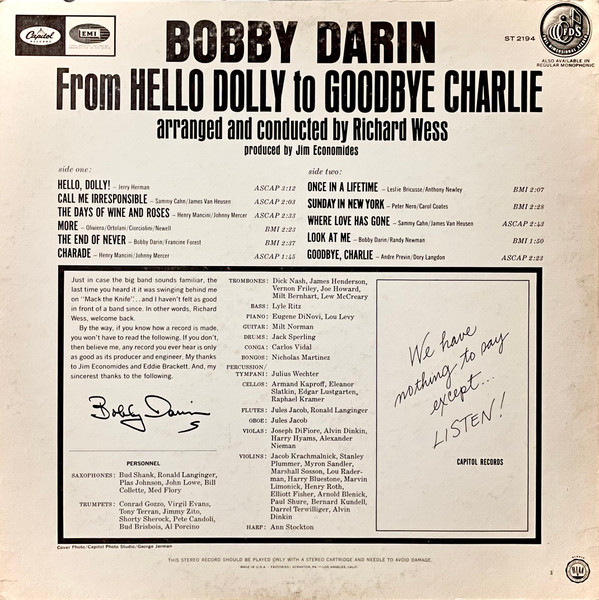 Capitol
RECORDS
EMI
BOBBY DARIN
ST 2194
FDS
ALSO AVAILABLE IN
REGULAR MONOPHONIC
From HELLO DOLLY to GOODBYE CHARLIE
arranged and conducted by Richard Wess
produced by Jim Economides
side one:
HELLO, DOLLY! – Jerry Herman ASCAP 3:12
CALL ME IRRESPONSIBLE – Sammy Cahn/James Van Heusen ASCAP 2:03
THE DAYS OF WINE AND ROSES – Henry Mancini/Johnny Mercer ASCAP 2:33
MORE – Oliviero/Ortolani/Ciorciolini/Newell BMI 2:23
THE END OF NEVER – Bobby Darin/Francine Forest BMI 2:37
CHARADE – Henry Mancini/Johnny Mercer ASCAP 1:45
side two:
ONCE IN A LIFETIME – Leslie Bricusse/Anthony Newley BMI 2:07
SUNDAY IN NEW YORK – Peter Nero/Carol Coates BMI 2:28
WHERE LOVE HAS GONE – Sammy Cahn/James Van Heusen ASCAP 2:43
LOOK AT ME – Bobby Darin/Randy Newman BMI 1:50
GOODBYE, CHARLIE – Andre Previn/Dory Langdon ASCAP 2:23
Just in case the big band sounds familiar, the
last time you heard it it was swinging behind me
on "Mack the Knife"... and I haven't felt as good
in front of a band since. In other words, Richard
Wess, welcome back.
By the way, if you know how a record is made,
you won't have to read the following. If you don't,
then believe me, any record you ever hear is only
as good as its producer and engineer. My thanks
to Jim Economides and Eddie Brackett. And, my
sincerest thanks to the following.
Bobby Darin
PERSONNEL
SAXOPHONES: Bud Shank, Ronald Langinger,
Plas Johnson, John Lowe, Bill
Collette, Med Flory
TRUMPETS: Conrad Gozzo, Virgil Evans,
Tony Terran, Jimmy Zito,
Shorty Sherock, Pete Candoli,
Bud Brisbois, Al Porcino
TROMBONES: Dick Nash, James Henderson,
Vernon Friley, Joe Howard,
Milt Bernhart, Lew McCreary
BASS: Lyle Ritz
PIANO: Eugene DiNovi, Lou Levy
GUITAR: Milt Norman
DRUMS: Jack Sperling
CONGA: Carlos Vidal
BONGOS: Nicholas Martinez
PERCUSSION/
TYMPANI: Julius Wechter
CELLOS: Armand Kaproff, Eleanor
Slatkin, Edgar Lustgarten,
Raphael Kramer
FLUTES: Jules Jacob, Ronald Langinger
OBOE: Jules Jacob
VIOLAS: Joseph DiFiore, Alvin Dinkin,
Harry Hyams, Alexander
Nieman
VIOLINS: Jacob Krachmalnick, Stanley
Plummer, Myron Sandler,
Marshall Sosson, Lou Rader-
man, Harry Bluestone, Marvin
Limonick, Henry Roth,
Elliott Fisher, Arnold Blenick,
Paul Shure, Bernard Kundell,
Darrel Terwilliger, Alvin
Dinkin
HARP: Ann Stockton
We have
nothing to say
except...
LISTEN!
CAPITOL RECORDS
Cover Photo/Capitol Photo Studio/George Jerman
THIS STEREO RECORD SHOULD BE PLAYED ONLY WITH A STEREO CARTRIDGE AND NEEDLE TO AVOID DAMAGE.
MADE IN U.S.A. • FACTORIES: SCRANTON, PA.—LOS ANGELES, CALIF.
RIAA